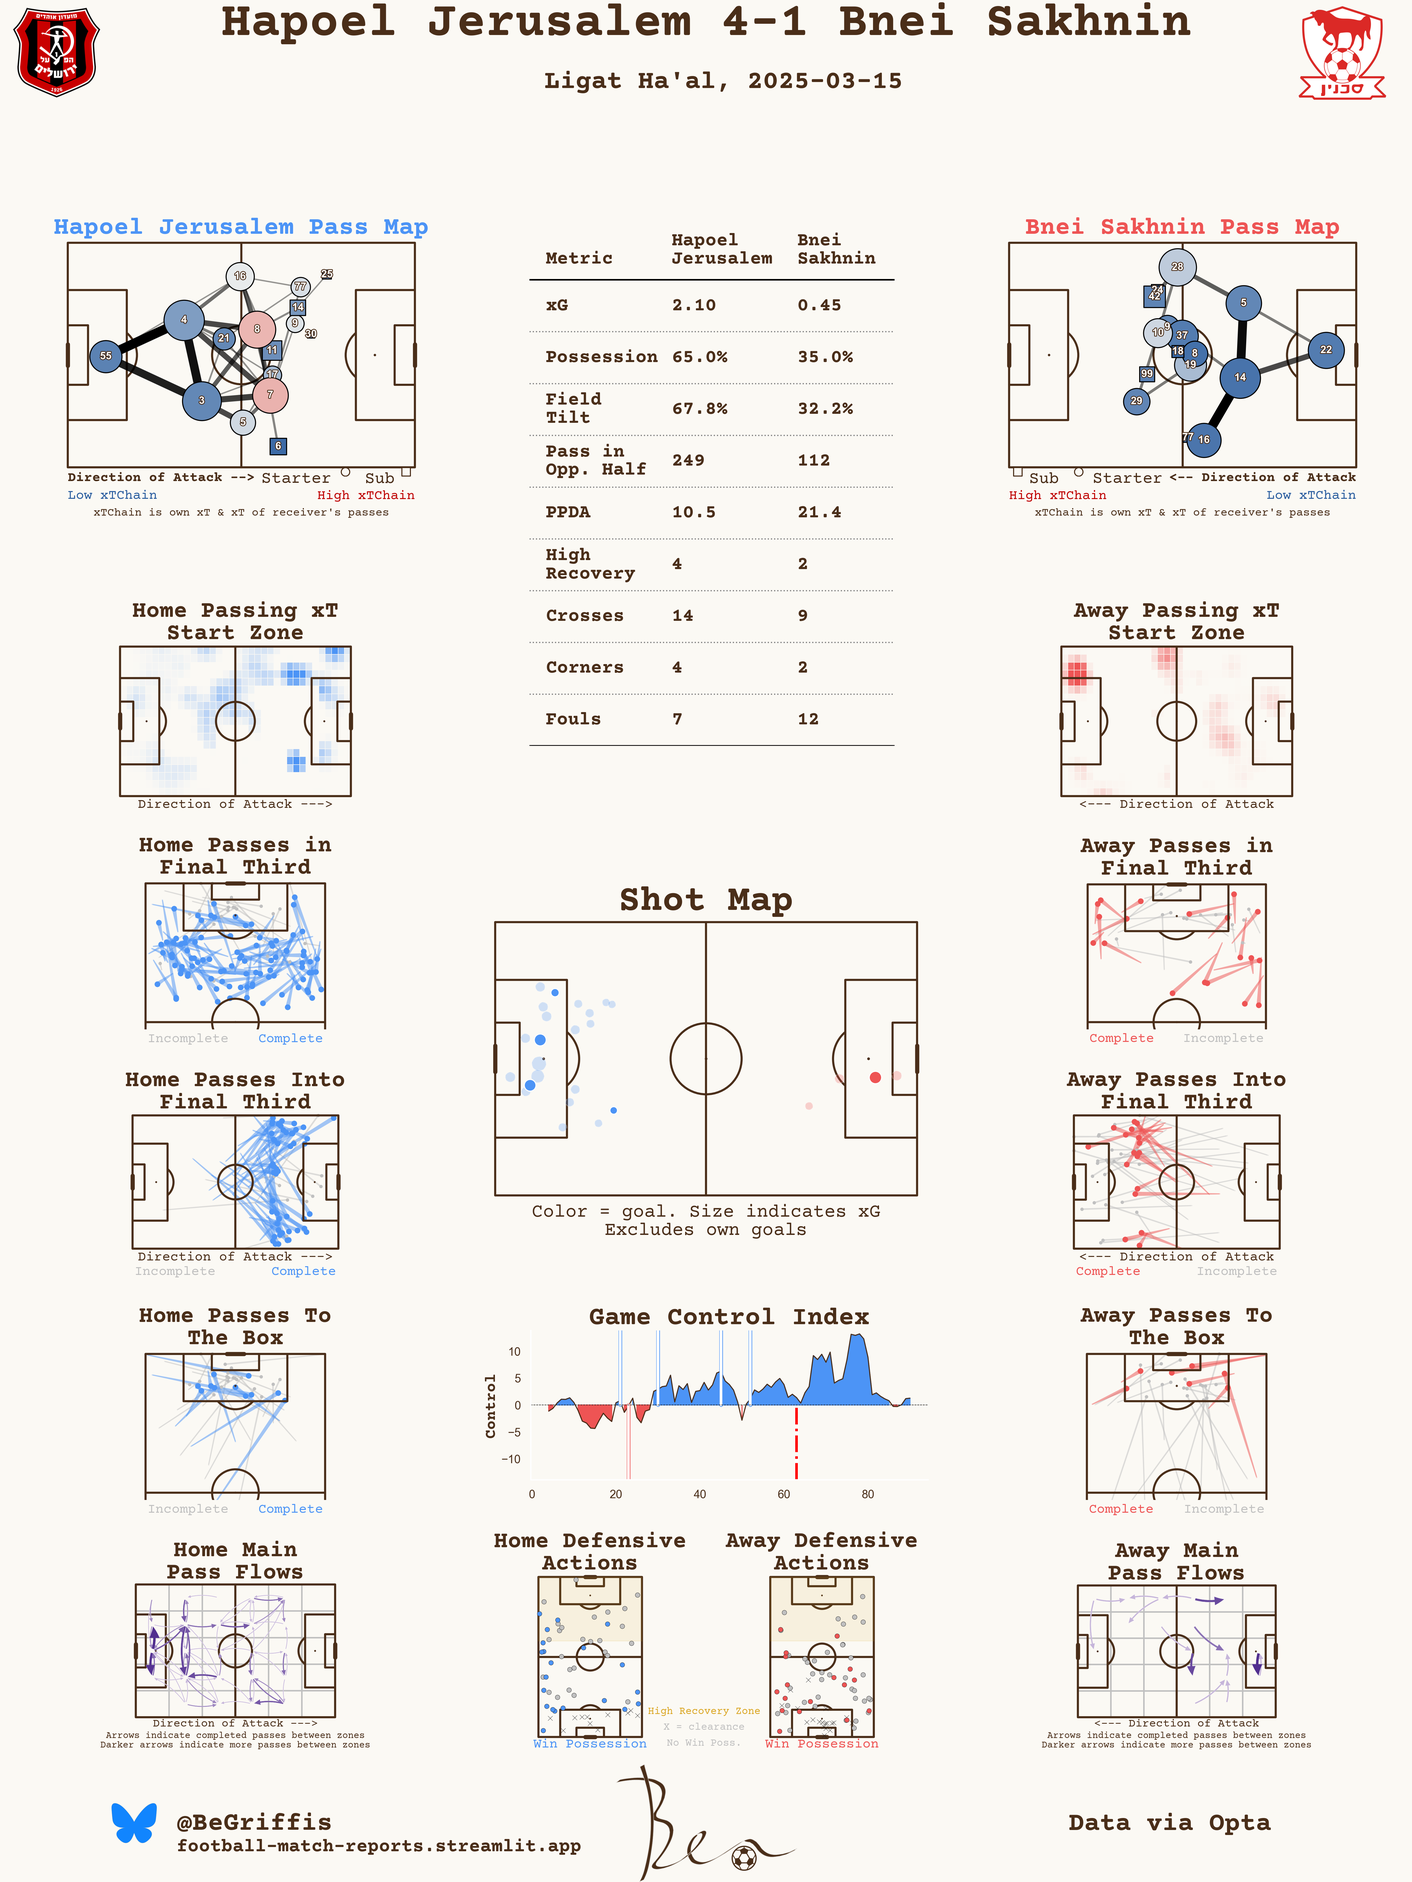 Hapoel Jerusalem 4-1 Bnei Sakhnin
Ligat Ha'al, 2025-03-15
מועדון אוהדים
הפועל
ירושלים
1926
סכנין
Hapoel Jerusalem Pass Map
16
25
77
14
4
9
8
30
21
11
55
17
7
3
5
6
Direction of Attack --> Starter Sub
Low xTChain High xTChain
xTChain is own xT & xT of receiver's passes
Metric Hapoel Jerusalem Bnei Sakhnin
xG 2.10 0.45
Possession 65.0% 35.0%
Field Tilt 67.8% 32.2%
Pass in Opp. Half 249 112
PPDA 10.5 21.4
High Recovery 4 2
Crosses 14 9
Corners 4 2
Fouls 7 12
Bnei Sakhnin Pass Map
28
24
42
5
10
9
37
18
8
22
19
99
14
29
77
16
Sub Starter <-- Direction of Attack
High xTChain Low xTChain
xTChain is own xT & xT of receiver's passes
Home Passing xT
Start Zone
Direction of Attack --->
Away Passing xT
Start Zone
<--- Direction of Attack
Home Passes in
Final Third
Incomplete Complete
Away Passes in
Final Third
Complete Incomplete
Shot Map
Color = goal. Size indicates xG
Excludes own goals
Home Passes Into
Final Third
Direction of Attack --->
Incomplete Complete
Away Passes Into
Final Third
<--- Direction of Attack
Complete Incomplete
Home Passes To
The Box
Incomplete Complete
Game Control Index
Control
10
5
0
−5
−10
0 20 40 60 80
Away Passes To
The Box
Complete Incomplete
Home Main
Pass Flows
Direction of Attack --->
Arrows indicate completed passes between zones
Darker arrows indicate more passes between zones
Home Defensive
Actions
Win Possession
Away Defensive
Actions
Win Possession
High Recovery Zone
X = clearance
No Win Poss.
Away Main
Pass Flows
<--- Direction of Attack
Arrows indicate completed passes between zones
Darker arrows indicate more passes between zones
@BeGriffis
football-match-reports.streamlit.app
Ben
Data via Opta